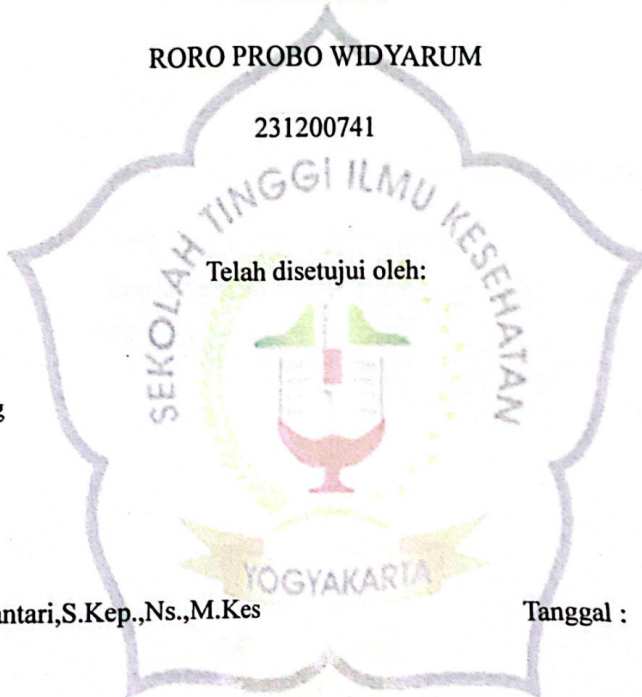 RORO PROBO WIDYARUM
231200741
SEKOLAH TINGGI ILMU KESEHATAN
Telah disetujui oleh:
YOGYAKARTA
ntari,S.Kep.,Ns.,M.Kes Tanggal :